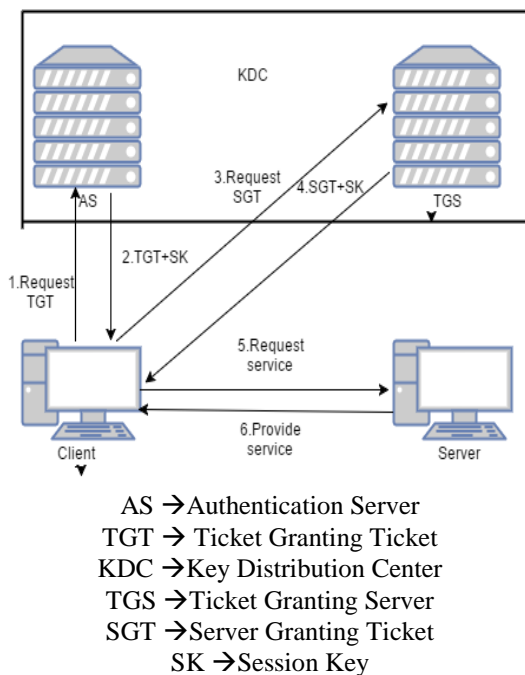 KDC
3.Request
SGT
4.SGT+SK
AS
TGS
2.TGT+SK
1.Request
TGT
5.Request
service
6.Provide
service
Client
Server
AS →Authentication Server
TGT → Ticket Granting Ticket
KDC →Key Distribution Center
TGS →Ticket Granting Server
SGT →Server Granting Ticket
SK →Session Key